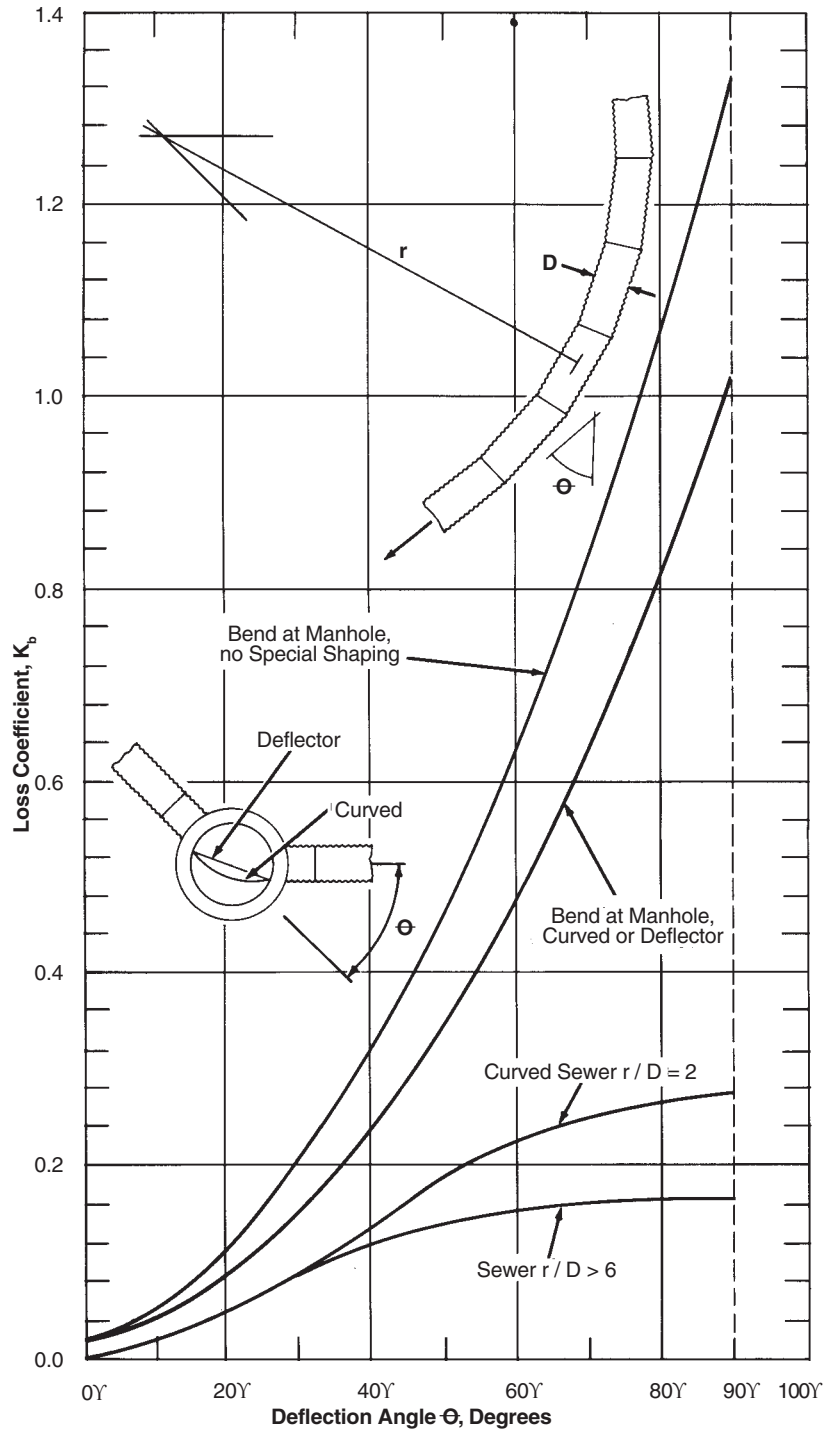 1.4
1.2
1.0
0.8
0.6
0.4
0.2
0.0
Loss Coefficient, K_b
r
D
Ɵ
Bend at Manhole,
no Special Shaping
Deflector
Curved
Ɵ
Bend at Manhole,
Curved or Deflector
Curved Sewer r / D = 2
Sewer r / D > 6
0ϒ 20ϒ 40ϒ 60ϒ 80ϒ 90ϒ 100ϒ
Deflection Angle Ɵ, Degrees